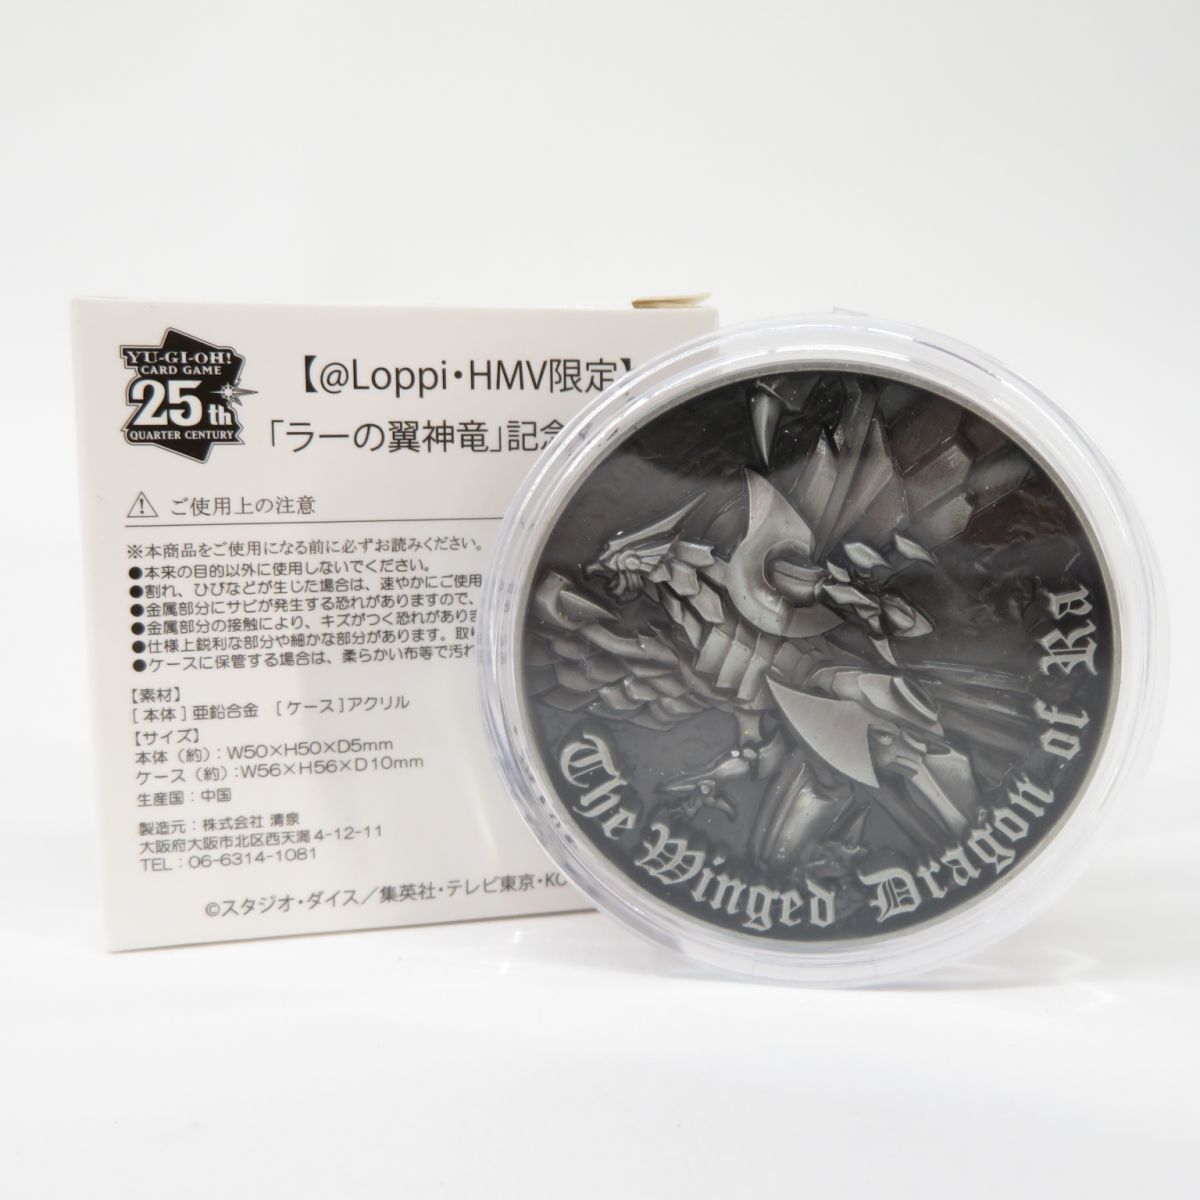 YU-GI-OH!
CARD GAME
25th
QUARTER CENTURY
【@Loppi・HMV限定】
「ラーの翼神竜」記念
ご使用上の注意
※本商品をご使用になる前に必ずお読みください。
●本来の目的以外に使用しないでください。
●割れ、ひびなどが生じた場合は、速やかにご使用
●金属部分にサビが発生する恐れがありますので、
●金属部分の接触により、キズがつく恐れがありま
●仕様上鋭利な部分や細かな部分があります。取り
●ケースに保管する場合は、柔らかい布等で汚れ
【素材】
[本体]亜鉛合金 [ケース]アクリル
【サイズ】
本体(約):W50×H50×D5mm
ケース(約):W56×H56×D10mm
生産国:中国
製造元:株式会社 清泉
大阪府大阪市北区西天満4-12-11
TEL:06-6314-1081
©スタジオ・ダイス/集英社・テレビ東京・KO
The Winged Dragon of Ra